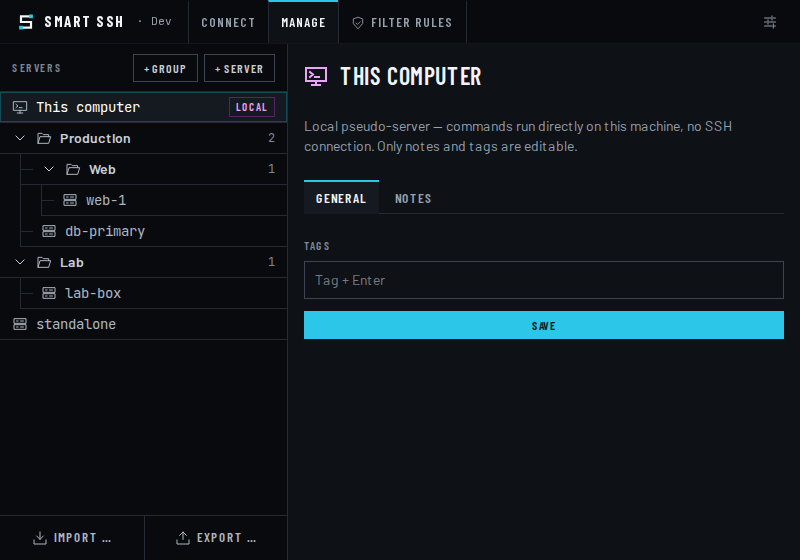 SMART SSH · Dev CONNECT MANAGE FILTER RULES
SERVERS +GROUP +SERVER
This computer LOCAL
Production 2
Web 1
web-1
db-primary
Lab 1
lab-box
standalone
IMPORT … EXPORT …
THIS COMPUTER
Local pseudo-server — commands run directly on this machine, no SSH
connection. Only notes and tags are editable.
GENERAL NOTES
TAGS
Tag + Enter
SAVE